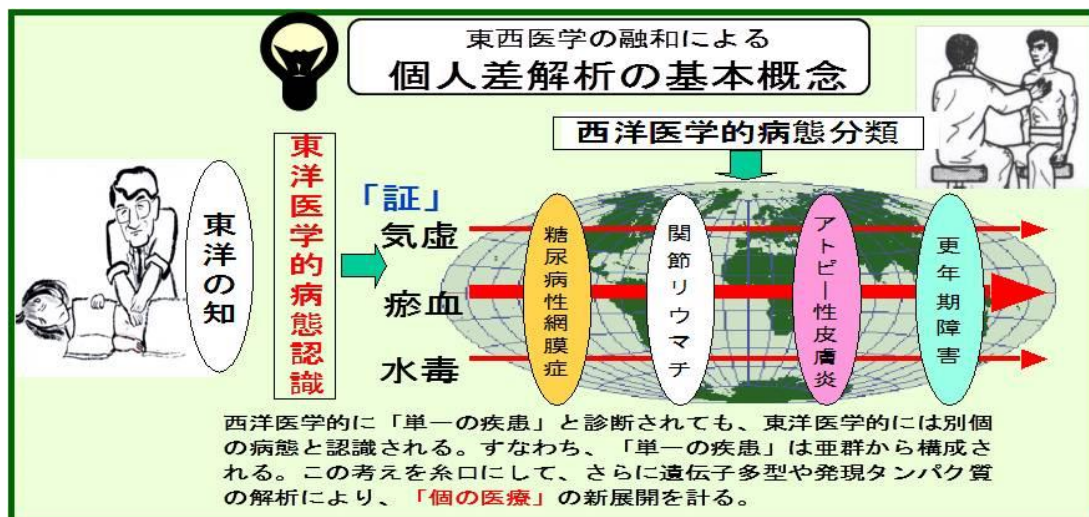 東西医学の融和による
個人差解析の基本概念
西洋医学的病態分類
東洋の知
東洋医学的病態認識
「証」
気虚
瘀血
水毒
糖尿病性網膜症
関節リウマチ
アトピー性皮膚炎
更年期障害
西洋医学的に「単一の疾患」と診断されても、東洋医学的には別個
の病態と認識される。すなわち、「単一の疾患」は亜群から構成さ
れる。この考えを糸口にして、さらに遺伝子多型や発現タンパク質
の解析により、「個の医療」の新展開を計る。